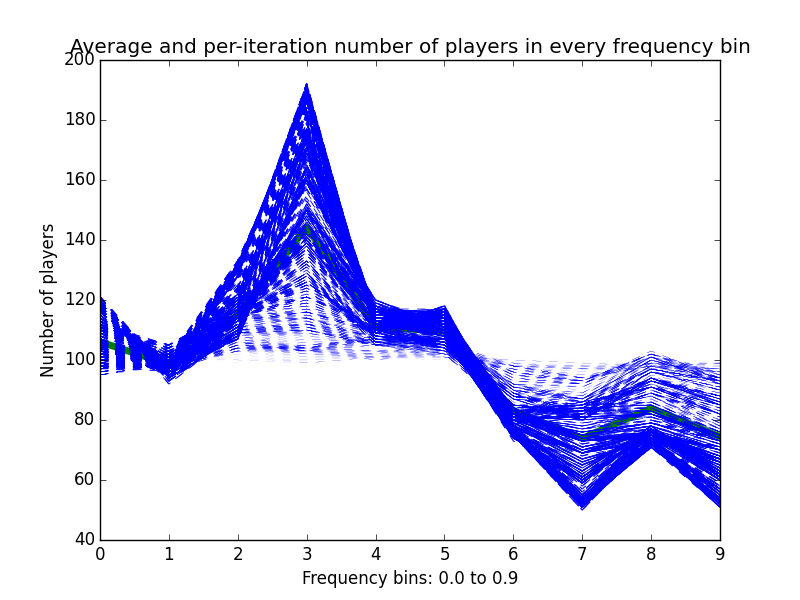 Average and per-iteration number of players in every frequency bin
200
180
160
140
120
100
80
60
40
Number of players
0 1 2 3 4 5 6 7 8 9
Frequency bins: 0.0 to 0.9